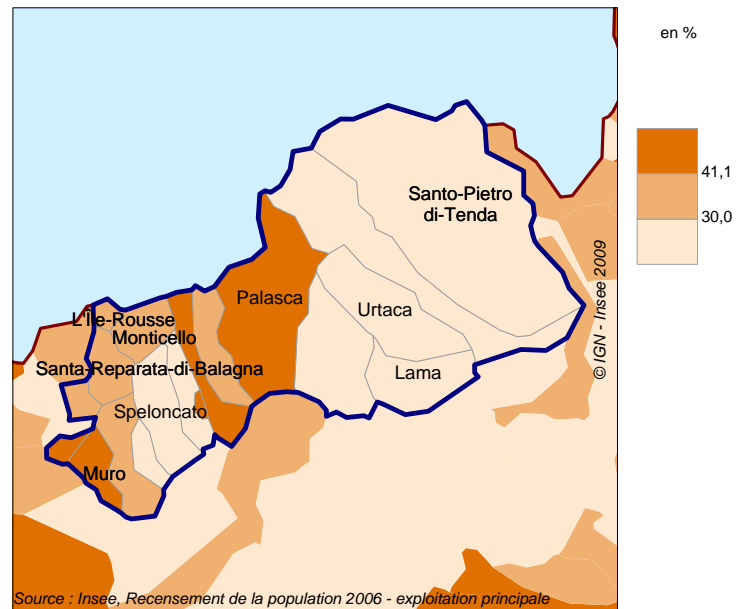 en %
41,1
30,0
Santo-Pietro
di-Tenda
Palasca
Urtaca
L'Île-Rousse
Monticello
Santa-Reparata-di-Balagna
Lama
Speloncato
Muro
© IGN - Insee 2009
Source : Insee, Recensement de la population 2006 - exploitation principale